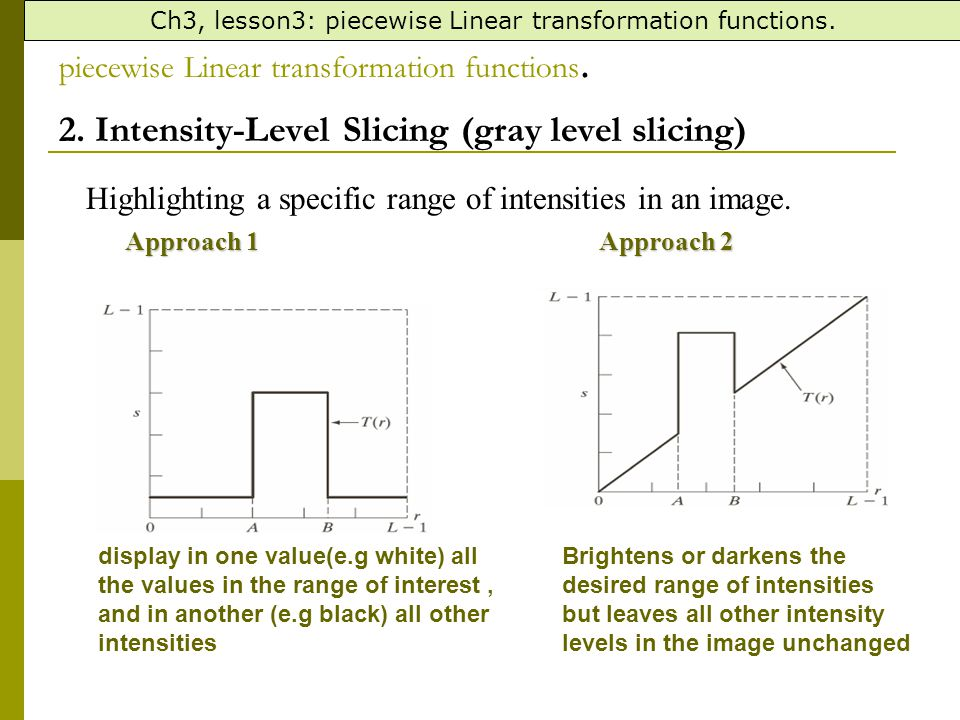 Ch3, lesson3: piecewise Linear transformation functions.
piecewise Linear transformation functions.
2. Intensity-Level Slicing (gray level slicing)
Highlighting a specific range of intensities in an image.
Approach 1
L − 1
s
T(r)
0 A B r L − 1
display in one value(e.g white) all
the values in the range of interest ,
and in another (e.g black) all other
intensities
Approach 2
L − 1
s
T(r)
0 A B r L − 1
Brightens or darkens the
desired range of intensities
but leaves all other intensity
levels in the image unchanged